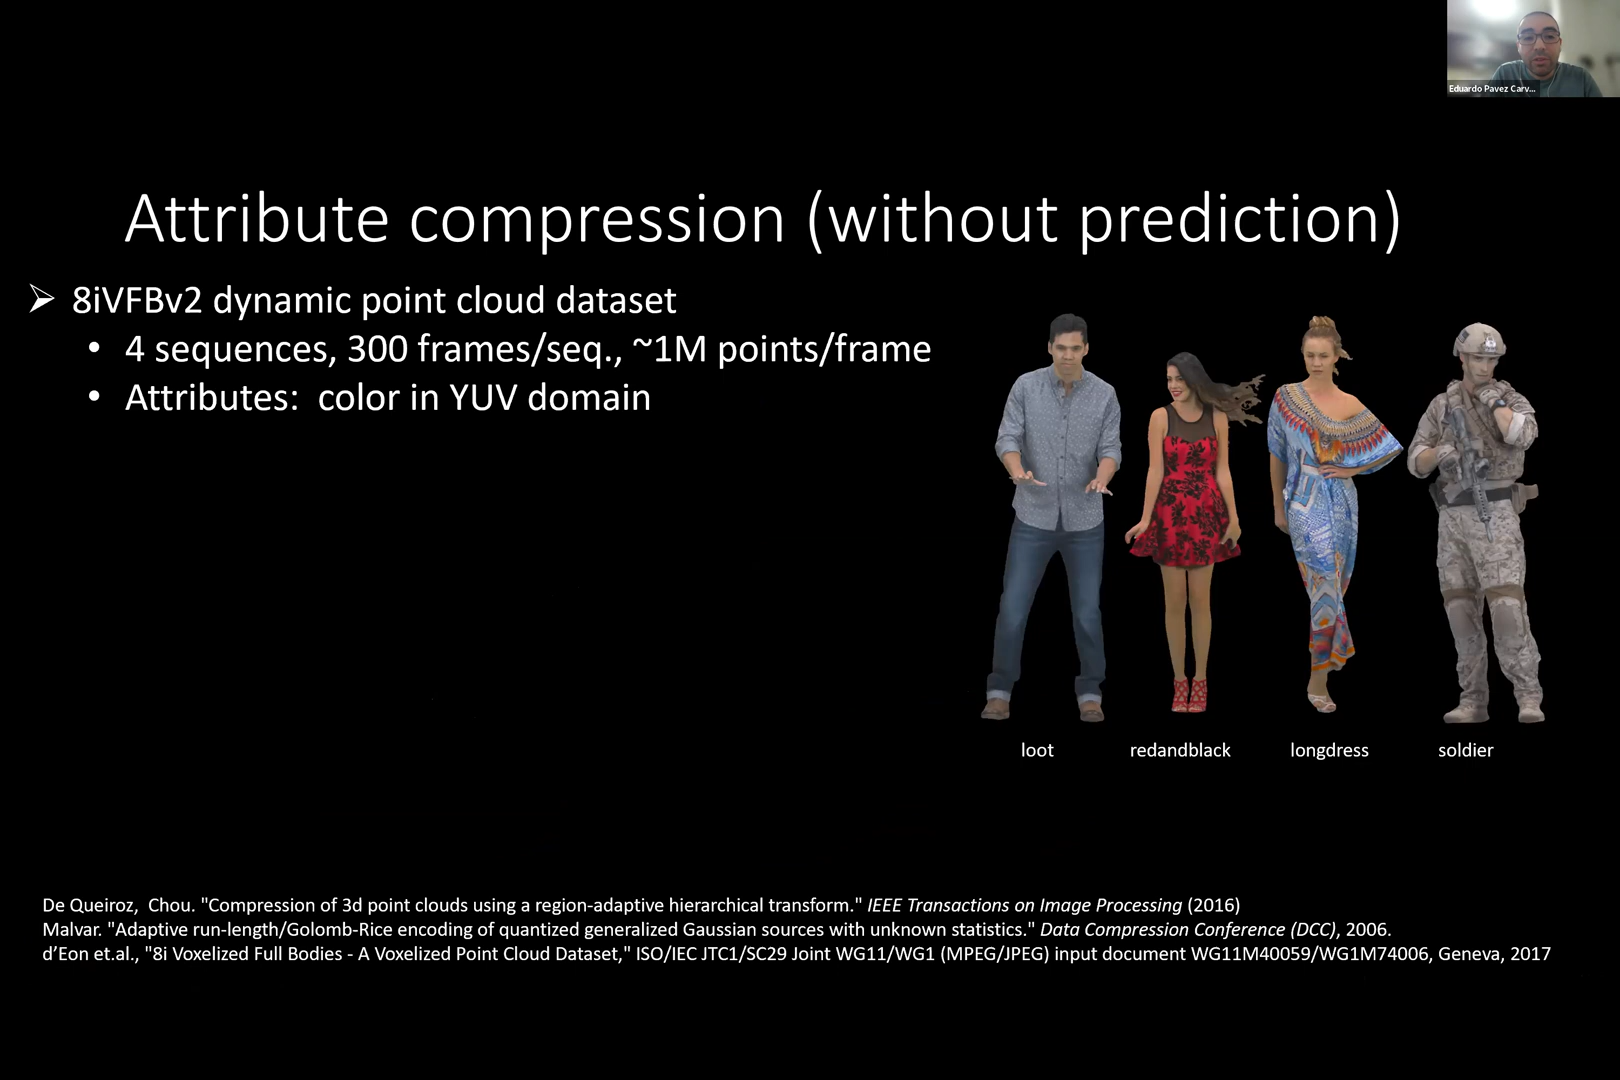 Eduardo Pavez Carv...
Attribute compression (without prediction)
➢ 8iVFBv2 dynamic point cloud dataset
• 4 sequences, 300 frames/seq., ~1M points/frame
• Attributes:  color in YUV domain
loot redandblack longdress soldier
De Queiroz,  Chou. "Compression of 3d point clouds using a region-adaptive hierarchical transform." IEEE Transactions on Image Processing (2016)
Malvar. "Adaptive run-length/Golomb-Rice encoding of quantized generalized Gaussian sources with unknown statistics." Data Compression Conference (DCC), 2006.
d’Eon et.al., "8i Voxelized Full Bodies - A Voxelized Point Cloud Dataset," ISO/IEC JTC1/SC29 Joint WG11/WG1 (MPEG/JPEG) input document WG11M40059/WG1M74006, Geneva, 2017